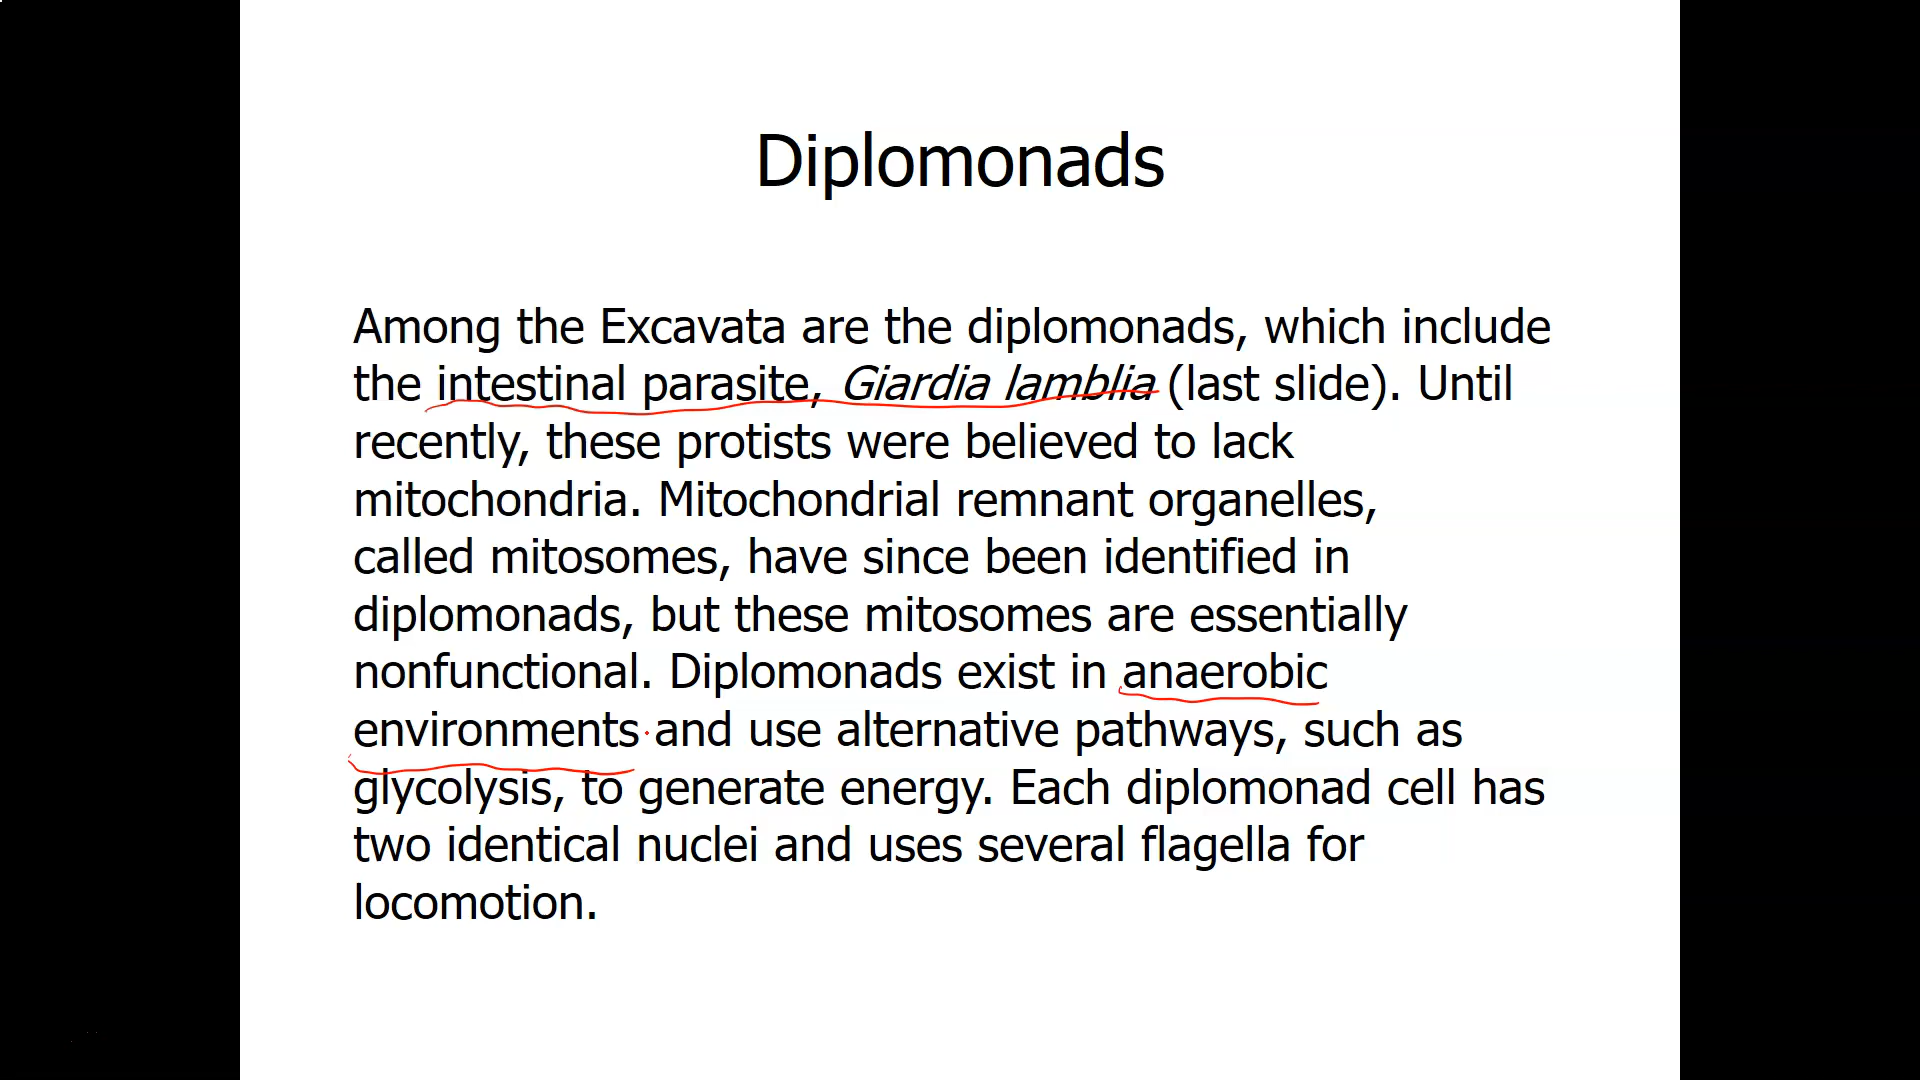 Diplomonads
Among the Excavata are the diplomonads, which include
the intestinal parasite, Giardia lamblia (last slide). Until
recently, these protists were believed to lack
mitochondria. Mitochondrial remnant organelles,
called mitosomes, have since been identified in
diplomonads, but these mitosomes are essentially
nonfunctional. Diplomonads exist in anaerobic
environments and use alternative pathways, such as
glycolysis, to generate energy. Each diplomonad cell has
two identical nuclei and uses several flagella for
locomotion.